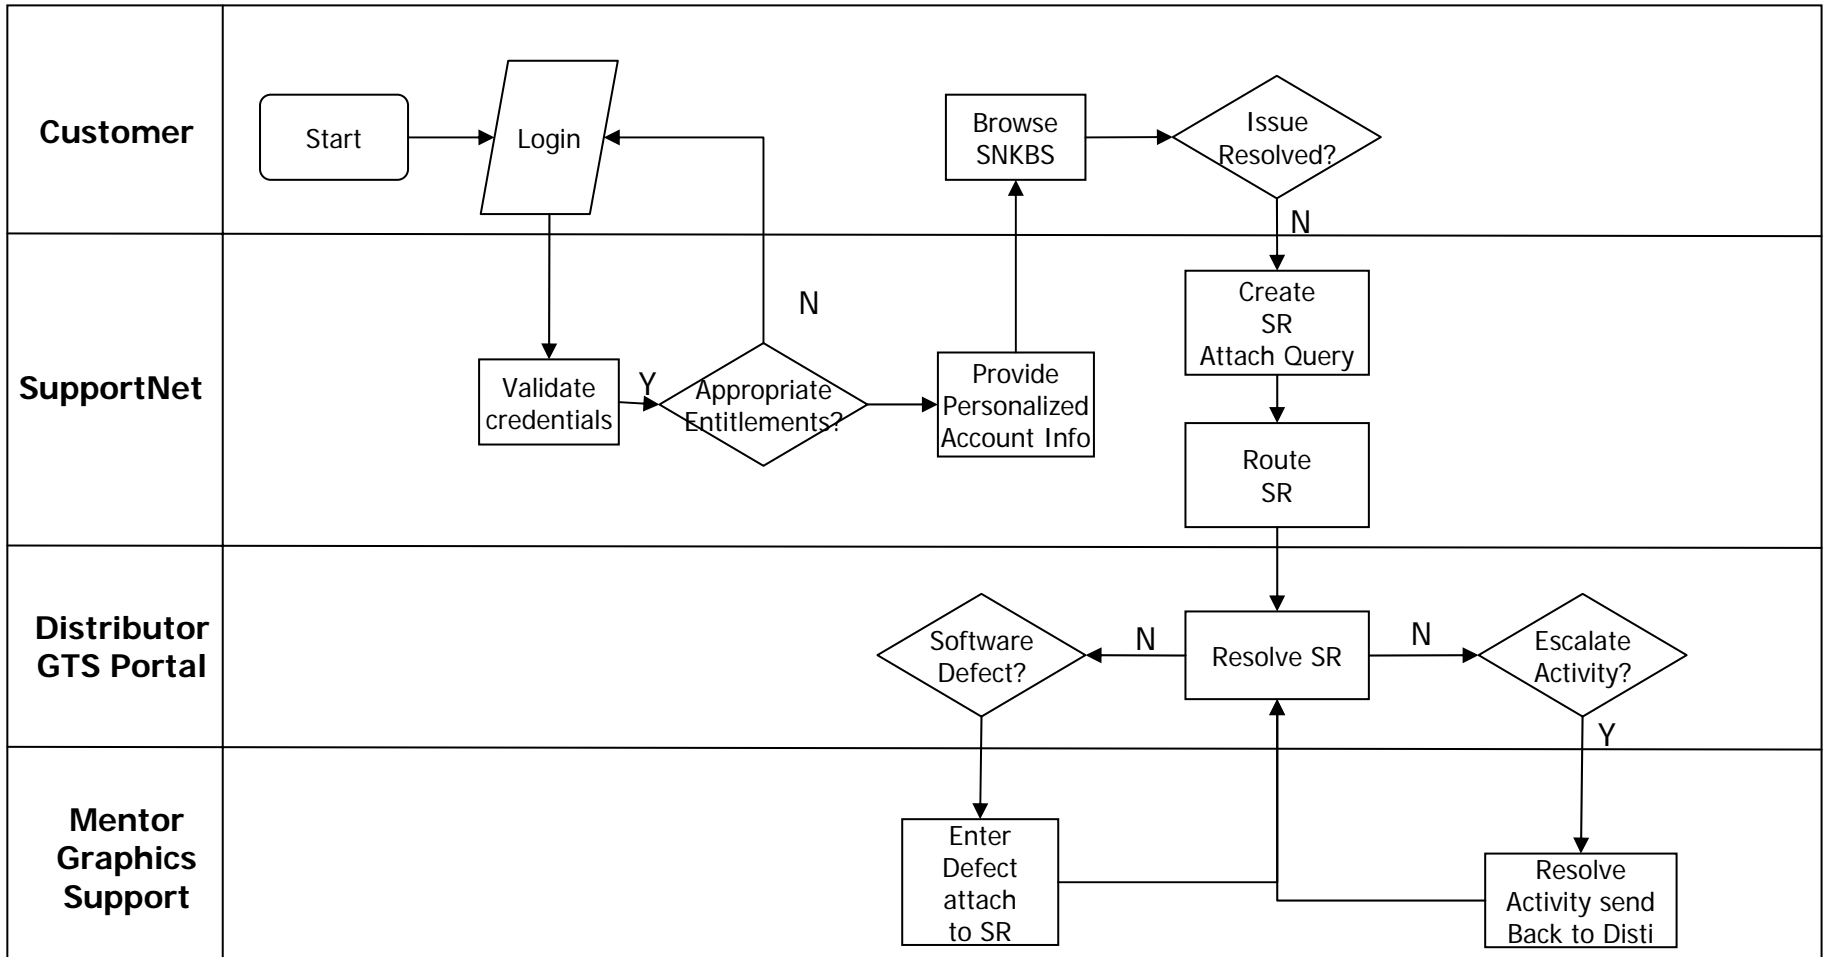 Customer
Start
Login
Browse
SNKBS
Issue
Resolved?
N
SupportNet
Validate
credentials
Y
Appropriate
Entitlements?
N
Provide
Personalized
Account Info
Create
SR
Attach Query
Route
SR
Distributor
GTS Portal
Software
Defect?
N
Resolve SR
N
Escalate
Activity?
Y
Mentor
Graphics
Support
Enter
Defect
attach
to SR
Resolve
Activity send
Back to Disti